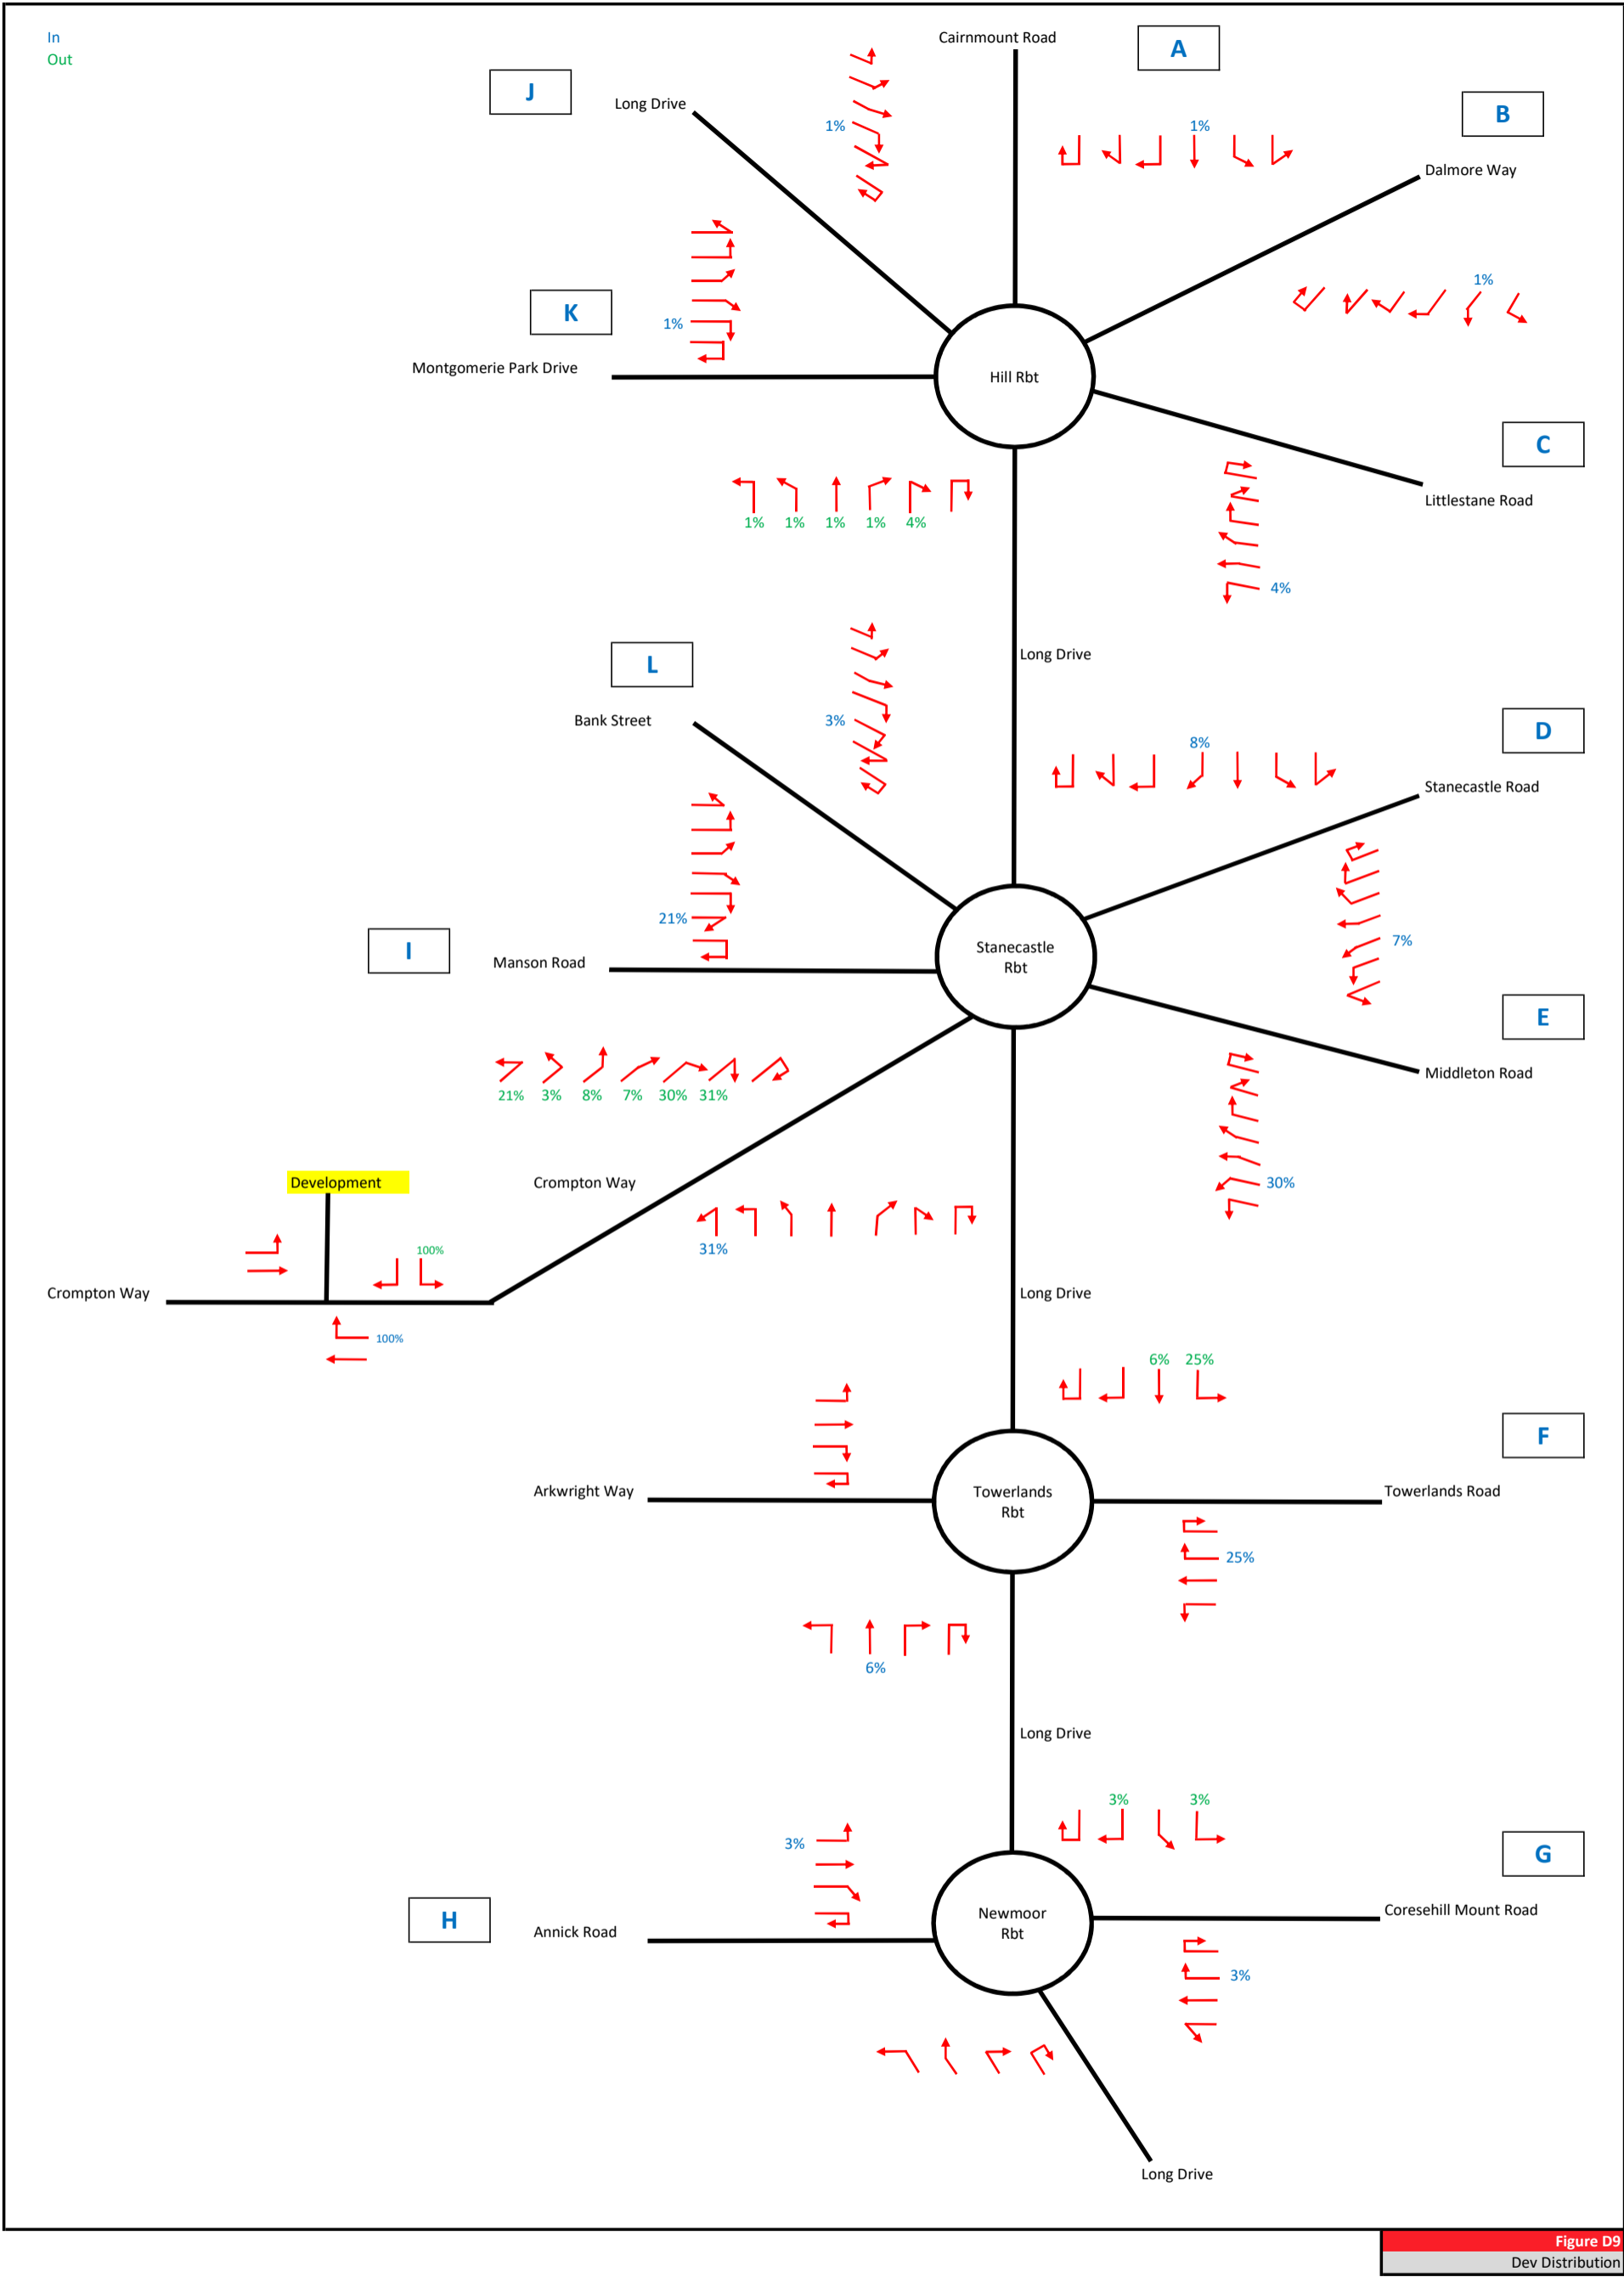 In
Out
Cairnmount Road
A
J
Long Drive
B
1%
1%
Dalmore Way
1%
K
1%
Montgomerie Park Drive
Hill Rbt
C
Littlestane Road
1% 1% 1% 1% 4%
4%
Long Drive
L
Bank Street
3%
D
8%
Stanecastle Road
21%
7%
I
Manson Road
Stanecastle
Rbt
E
Middleton Road
21% 3% 8% 7% 30% 31%
Development
Crompton Way
30%
31%
100%
Crompton Way
Long Drive
100%
6% 25%
F
Arkwright Way
Towerlands
Rbt
Towerlands Road
25%
6%
Long Drive
3% 3%
3%
G
H
Annick Road
Newmoor
Rbt
Coresehill Mount Road
3%
Long Drive
Figure D9
Dev Distribution